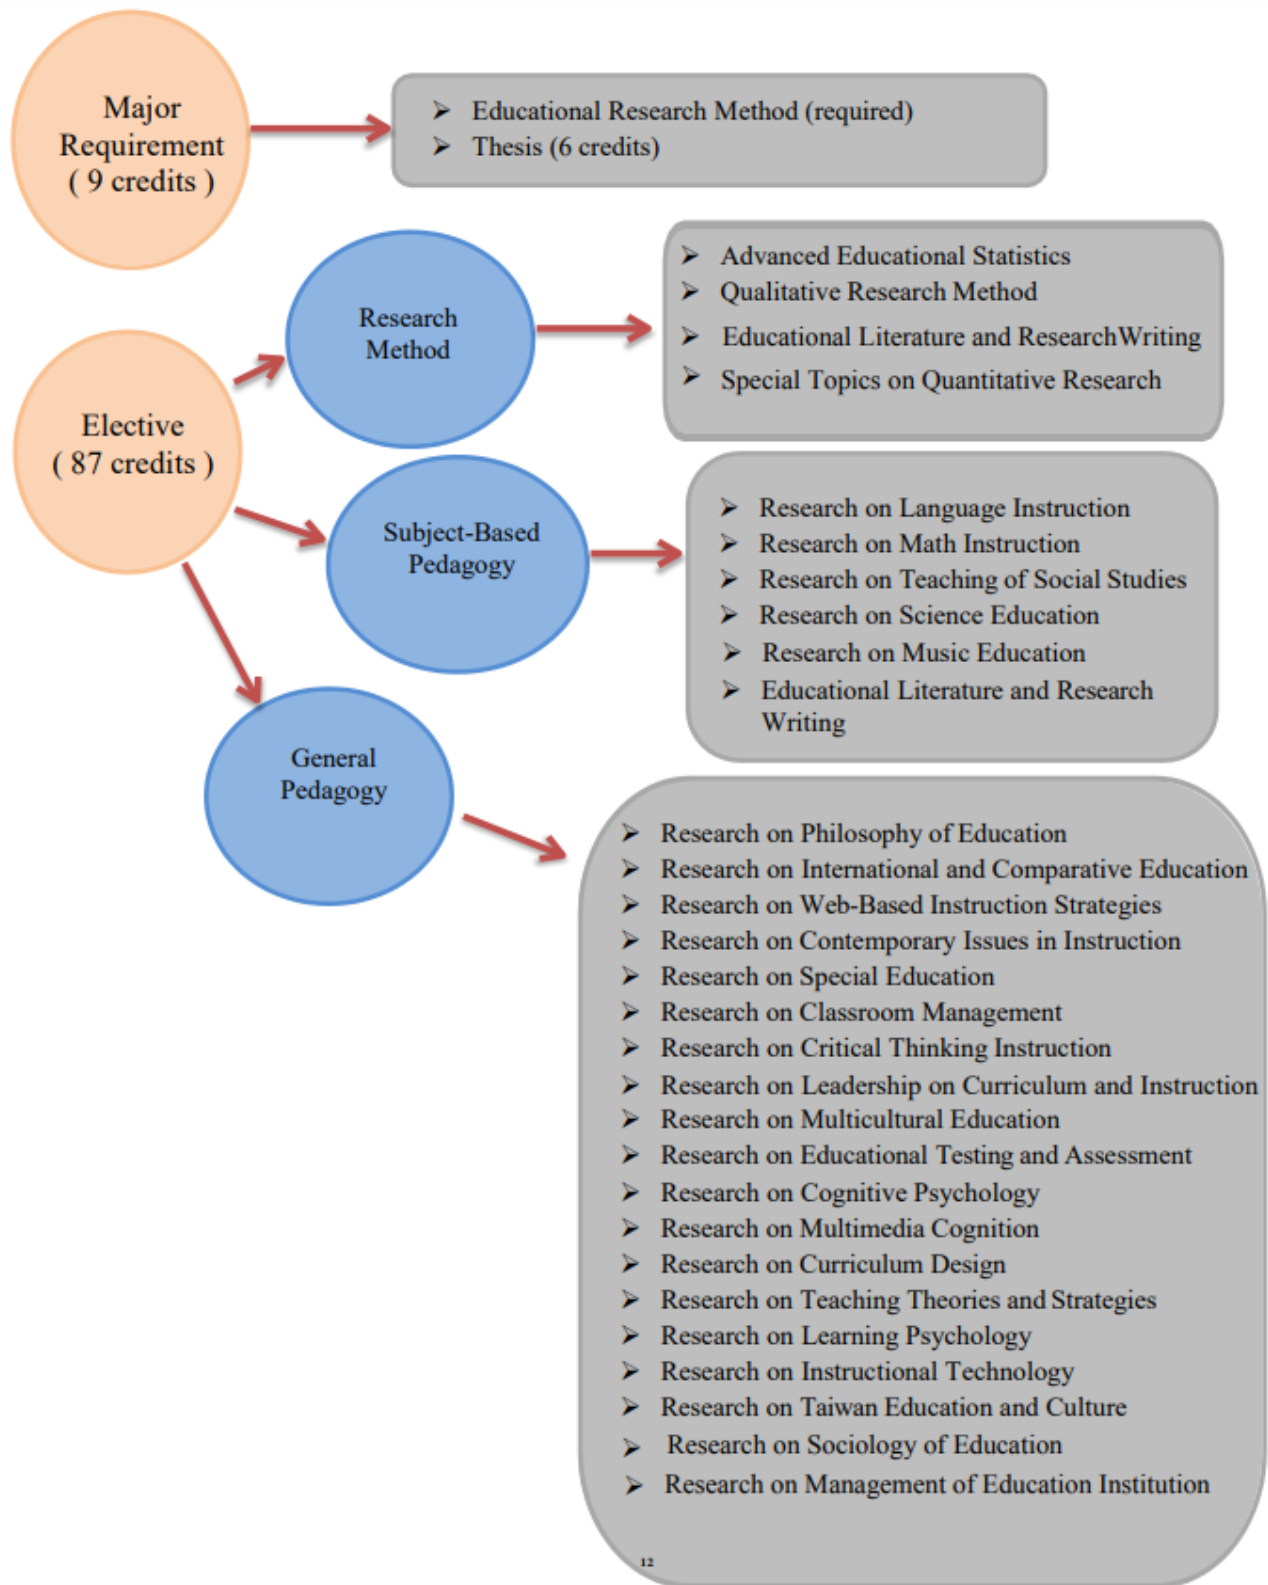 Major
Requirement
( 9 credits )
➢ Educational Research Method (required)
➢ Thesis (6 credits)
Research
Method
➢ Advanced Educational Statistics
➢ Qualitative Research Method
➢ Educational Literature and ResearchWriting
➢ Special Topics on Quantitative Research
Elective
( 87 credits )
Subject-Based
Pedagogy
➢ Research on Language Instruction
➢ Research on Math Instruction
➢ Research on Teaching of Social Studies
➢ Research on Science Education
➢ Research on Music Education
➢ Educational Literature and Research
Writing
General
Pedagogy
➢ Research on Philosophy of Education
➢ Research on International and Comparative Education
➢ Research on Web-Based Instruction Strategies
➢ Research on Contemporary Issues in Instruction
➢ Research on Special Education
➢ Research on Classroom Management
➢ Research on Critical Thinking Instruction
➢ Research on Leadership on Curriculum and Instruction
➢ Research on Multicultural Education
➢ Research on Educational Testing and Assessment
➢ Research on Cognitive Psychology
➢ Research on Multimedia Cognition
➢ Research on Curriculum Design
➢ Research on Teaching Theories and Strategies
➢ Research on Learning Psychology
➢ Research on Instructional Technology
➢ Research on Taiwan Education and Culture
➢ Research on Sociology of Education
➢ Research on Management of Education Institution
12